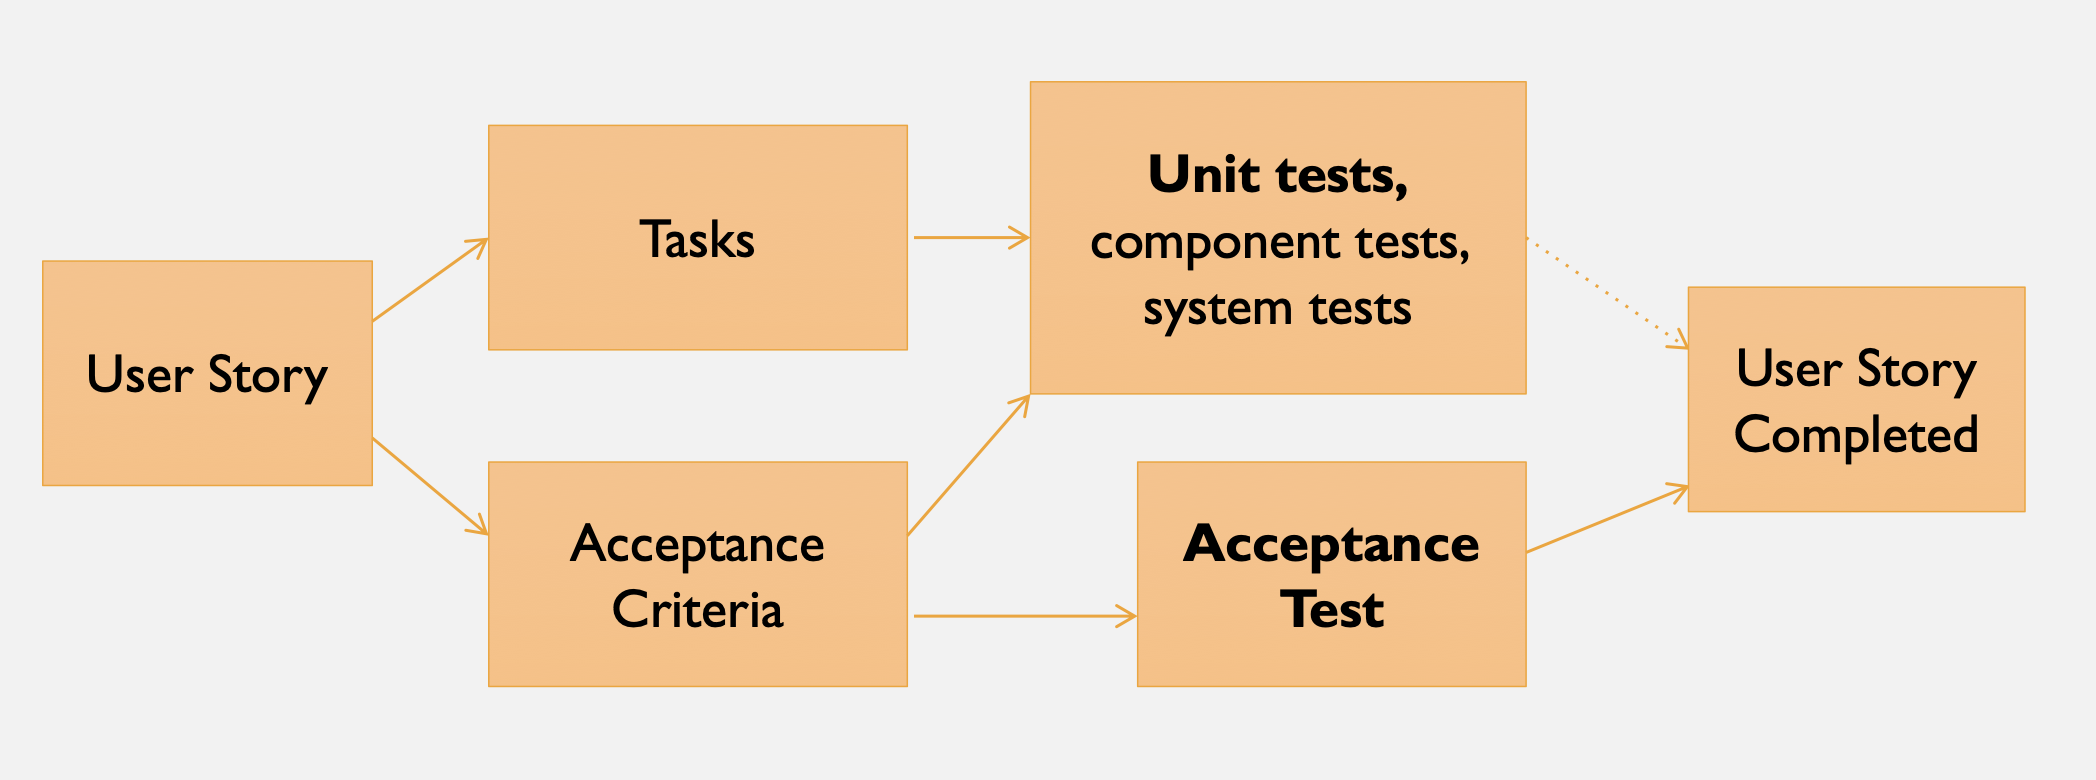 User Story
Tasks
Acceptance
Criteria
Unit tests,
component tests,
system tests
Acceptance
Test
User Story
Completed